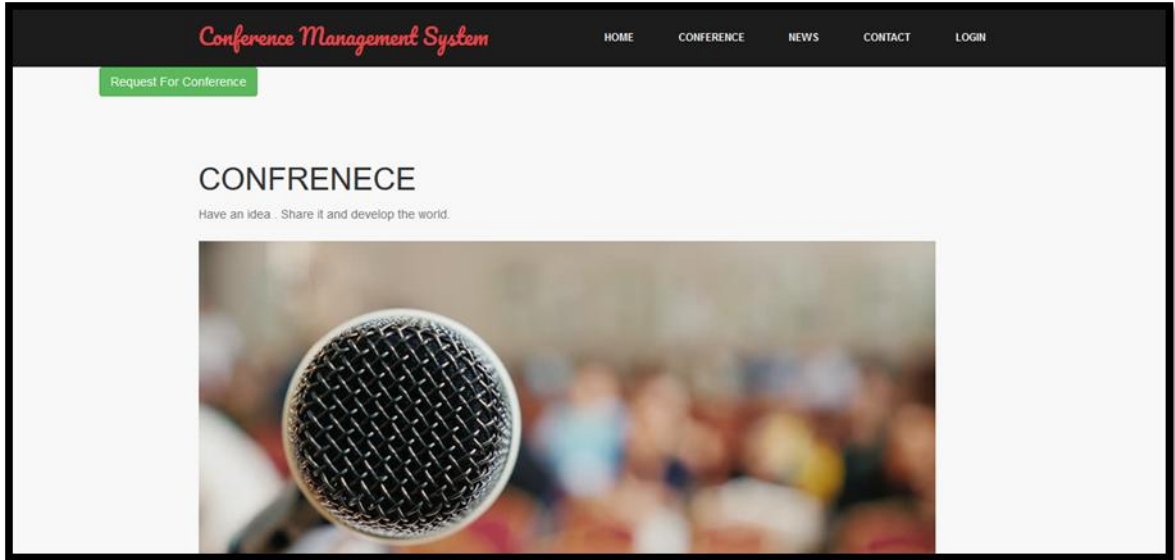 Conference Management System
HOME CONFERENCE NEWS CONTACT LOGIN
Request For Conference
CONFRENECE
Have an idea.. Share it and develop the world.